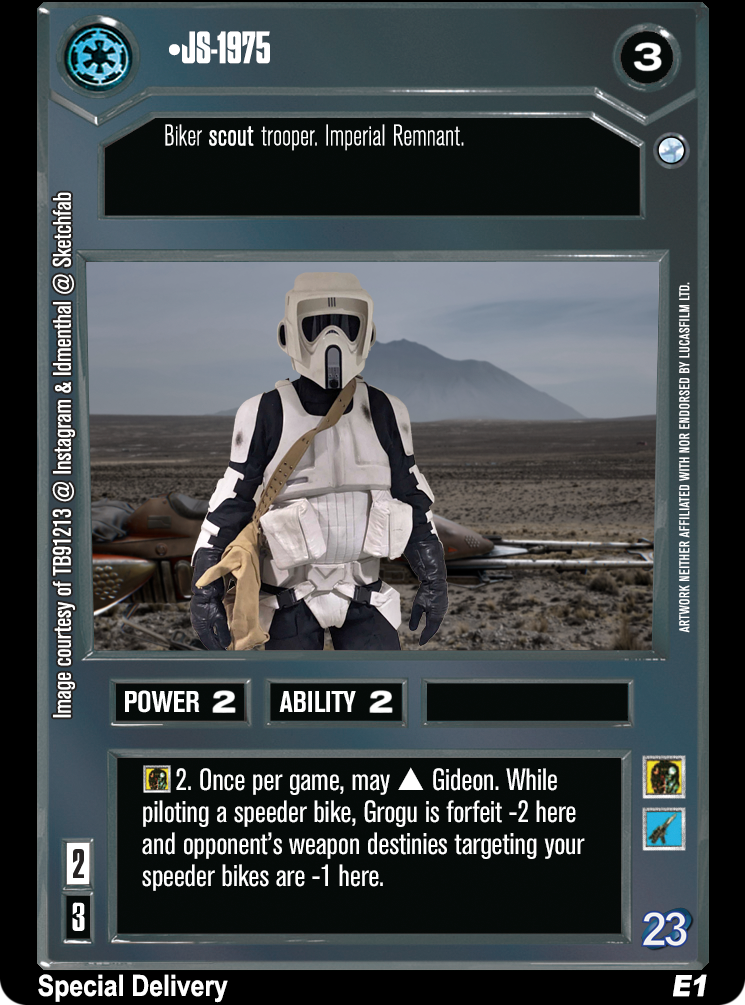 •JS-1975
3
Biker scout trooper. Imperial Remnant.
Image courtesy of TB91213 @ Instagram & Idmenthal @ Sketchfab
ARTWORK NEITHER AFFILIATED WITH NOR ENDORSED BY LUCASFILM LTD.
POWER 2 ABILITY 2
2. Once per game, may ▲ Gideon. While
piloting a speeder bike, Grogu is forfeit -2 here
and opponent’s weapon destinies targeting your
speeder bikes are -1 here.
2
3
23
Special Delivery E1